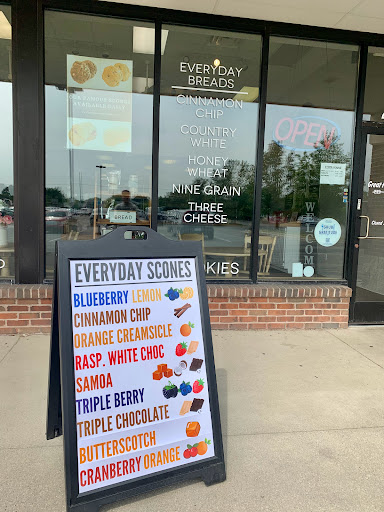 EVERYDAY
BREADS
CINNAMON
CHIP
COUNTRY
WHITE
HONEY
WHEAT
NINE GRAIN
THREE
CHEESE
OPEN
WELCOME
BREAD
EVERYDAY SCONES
BLUEBERRY LEMON
CINNAMON CHIP
ORANGE CREAMSICLE
RASP. WHITE CHOC
SAMOA
TRIPLE BERRY
TRIPLE CHOCOLATE
BUTTERSCOTCH
CRANBERRY ORANGE